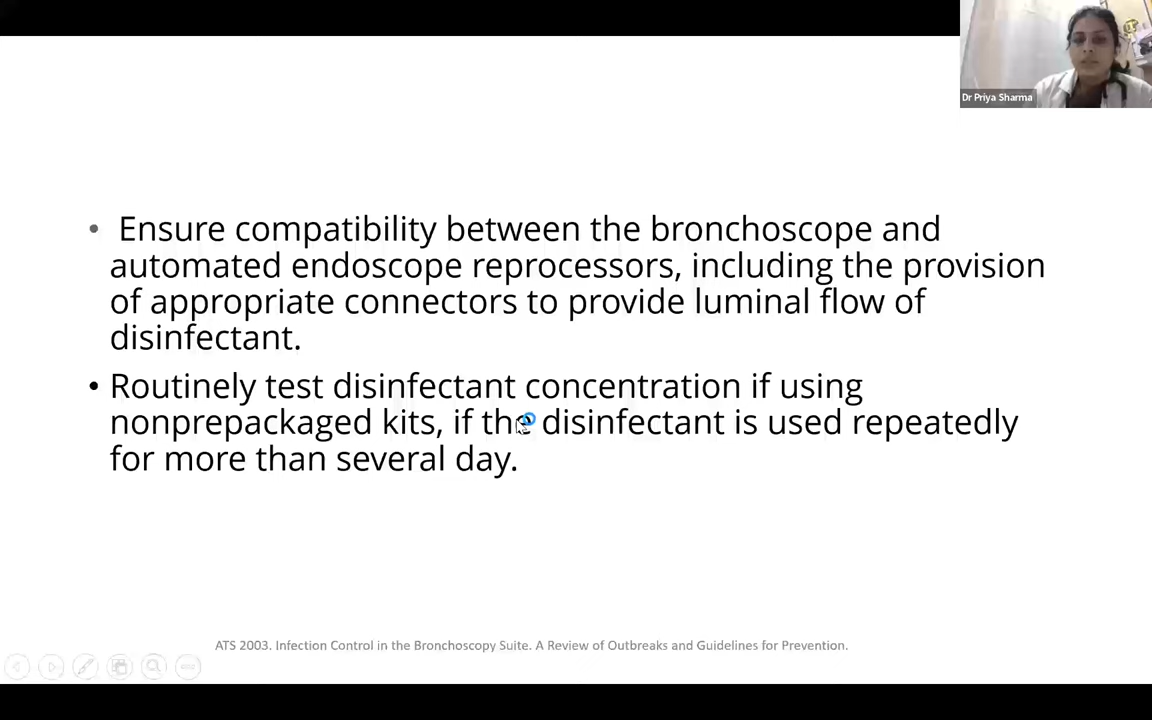 Dr Priya Sharma
• Ensure compatibility between the bronchoscope and
automated endoscope reprocessors, including the provision
of appropriate connectors to provide luminal flow of
disinfectant.
• Routinely test disinfectant concentration if using
nonprepackaged kits, if the disinfectant is used repeatedly
for more than several day.
ATS 2003. Infection Control in the Bronchoscopy Suite. A Review of Outbreaks and Guidelines for Prevention.